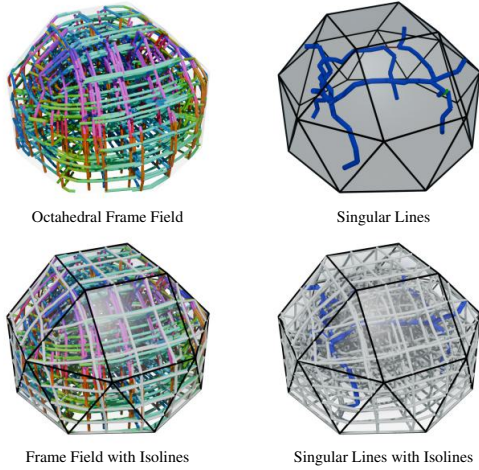 Octahedral Frame Field
Singular Lines
Frame Field with Isolines
Singular Lines with Isolines